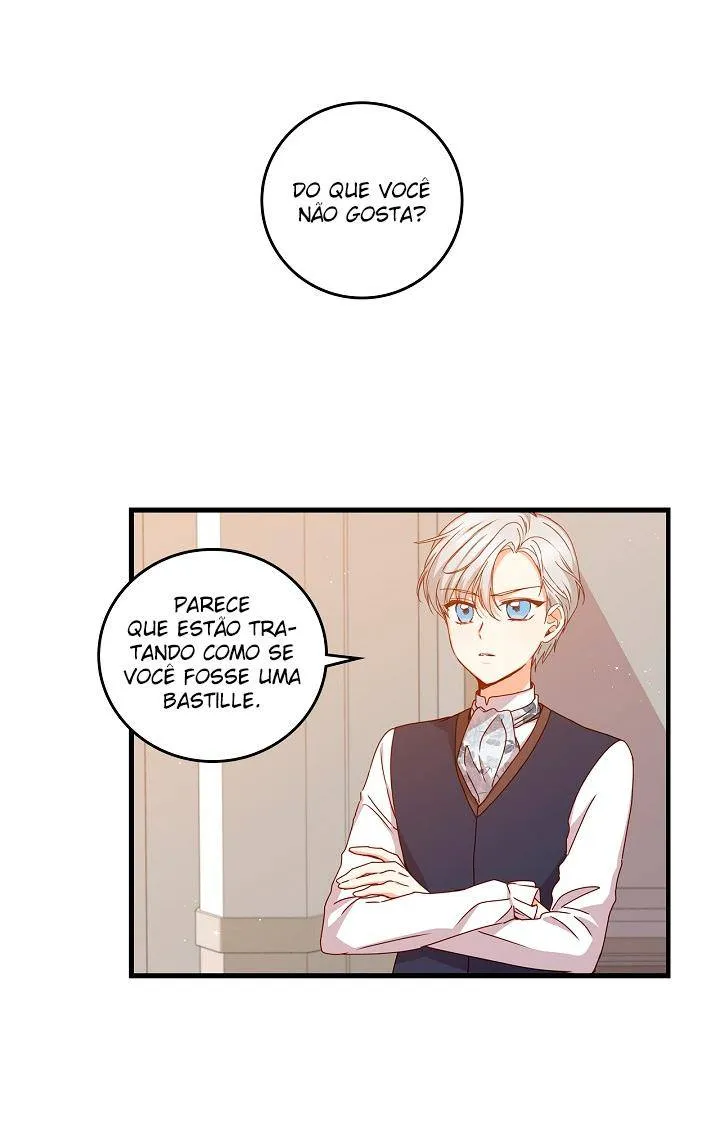 DO QUE VOCÊ
NÃO GOSTA?
PARECE
QUE ESTÃO TRA-
TANDO COMO SE
VOCÊ FOSSE UMA
BASTILLE.